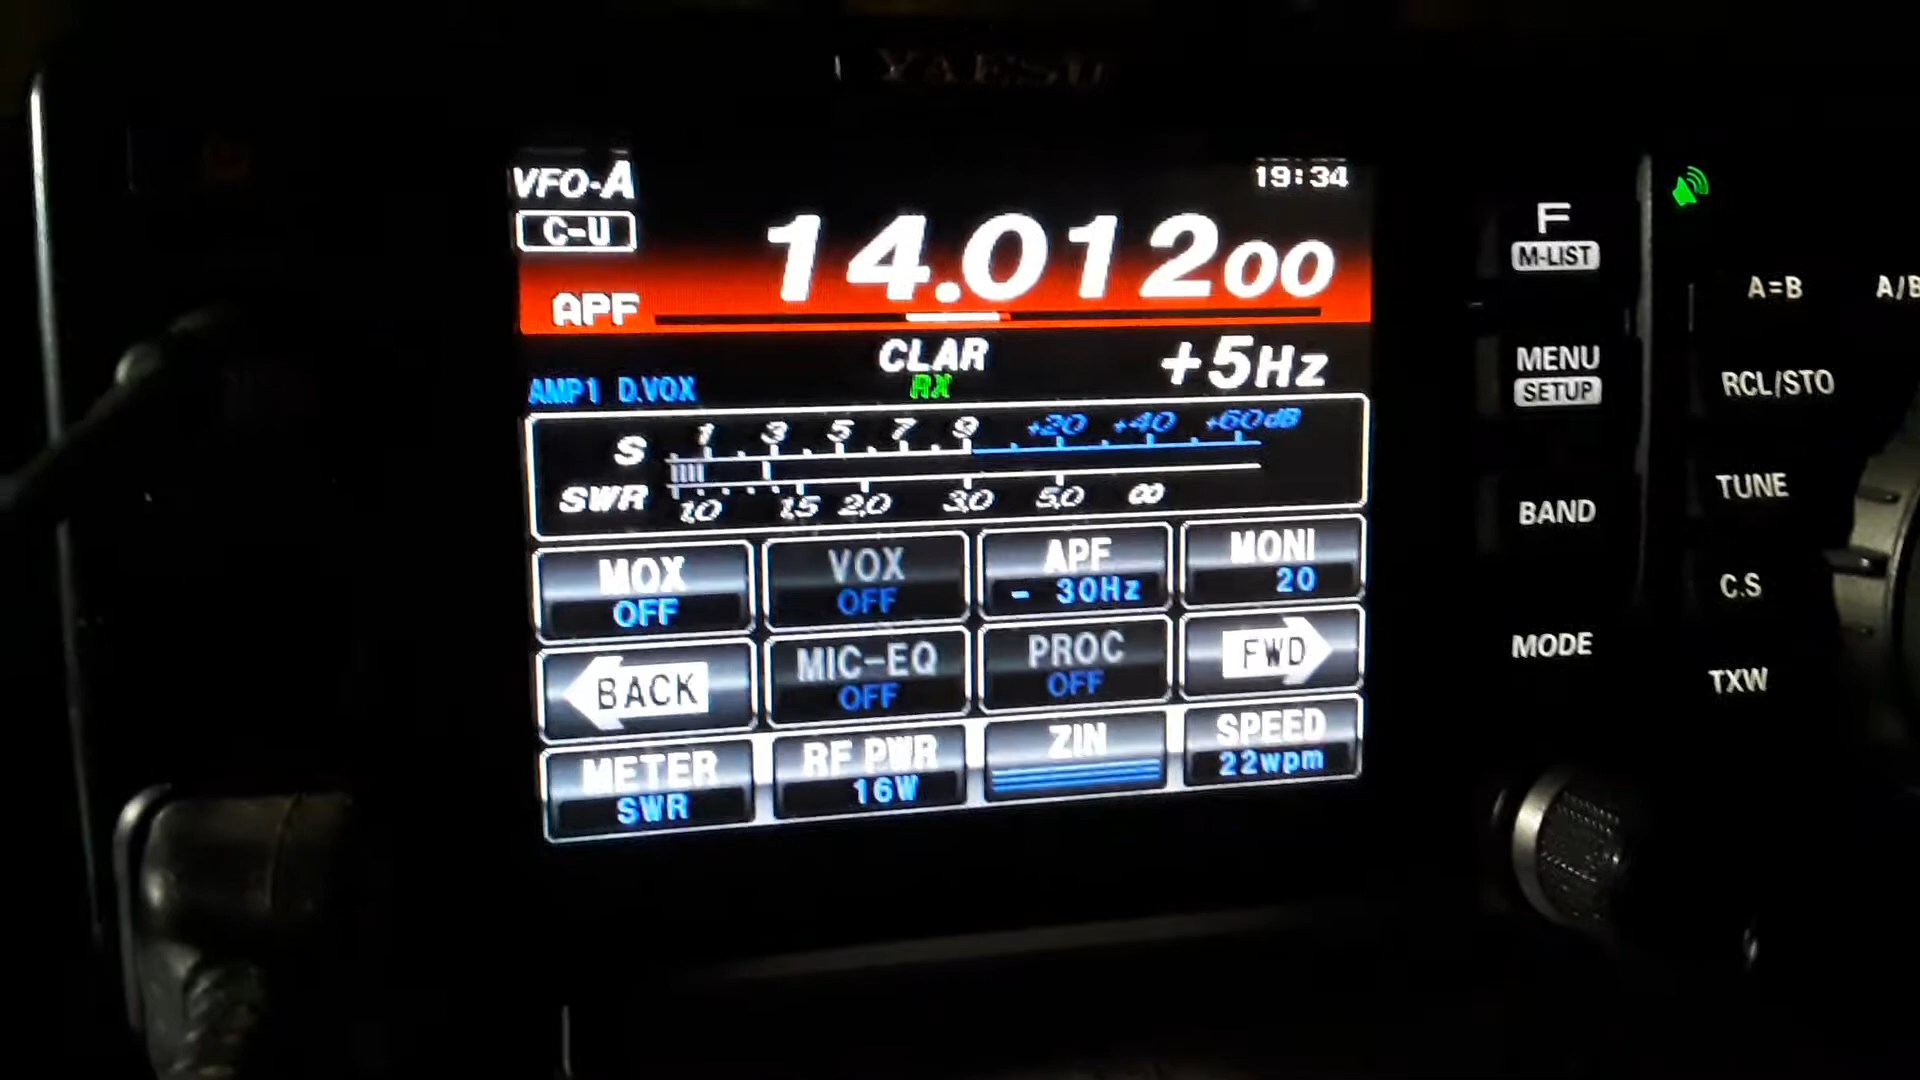 YAESU
VFO-A
19:34
C-U
14.01200
APF
CLAR
+5Hz
AMP1 D.VOX
RX
S 1 3 5 7 9 +20 +40 +60dB
SWR 1.0 1.5 2.0 3.0 5.0 ∞
MOX
OFF
VOX
OFF
APF
- 30Hz
MONI
20
BACK
MIC-EQ
OFF
PROC
OFF
FWD
METER
SWR
RF PWR
16W
ZIN
SPEED
22wpm
F
M-LIST
MENU
SETUP
BAND
MODE
A=B
A/B
RCL/STO
TUNE
C.S
TXW